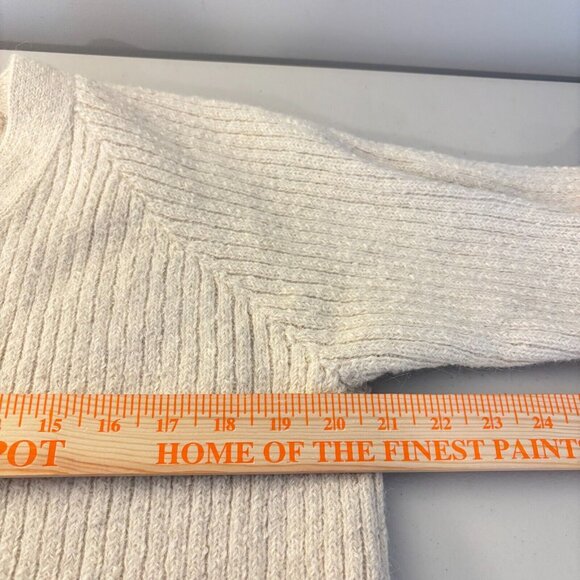 15 16 17 18 19 20 21 22 23 24
POT HOME OF THE FINEST PAINT